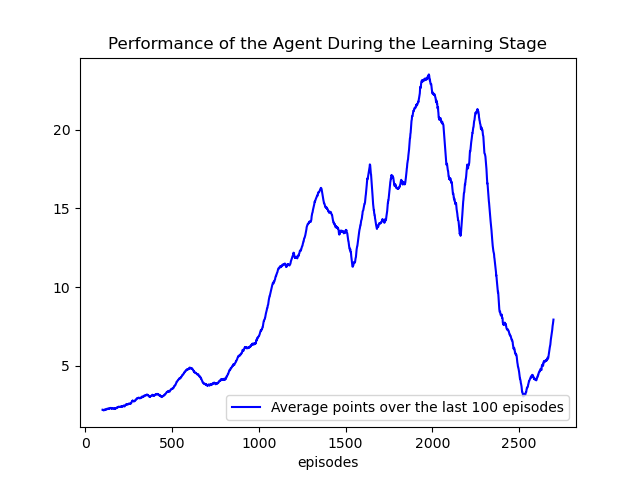 Performance of the Agent During the Learning Stage
20
15
10
5
Average points over the last 100 episodes
0 500 1000 1500 2000 2500
episodes